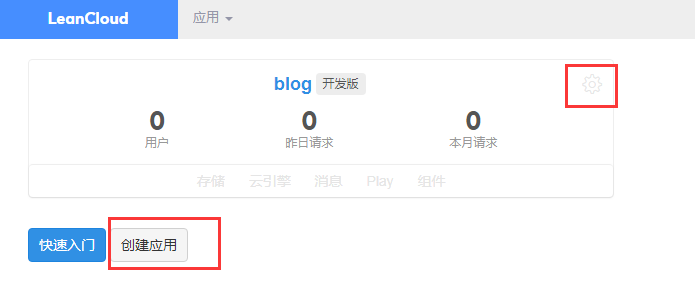 LeanCloud 应用
blog 开发版
0 0 0
用户 昨日请求 本月请求
存储 云引擎 消息 Play 组件
快速入门 创建应用